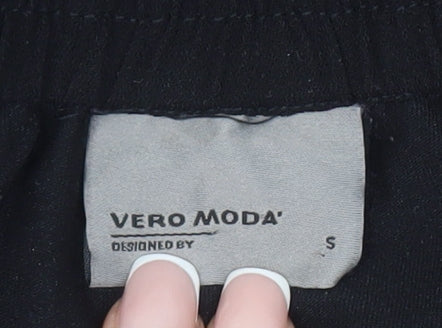 VERO MODA
DESIGNED BY
S